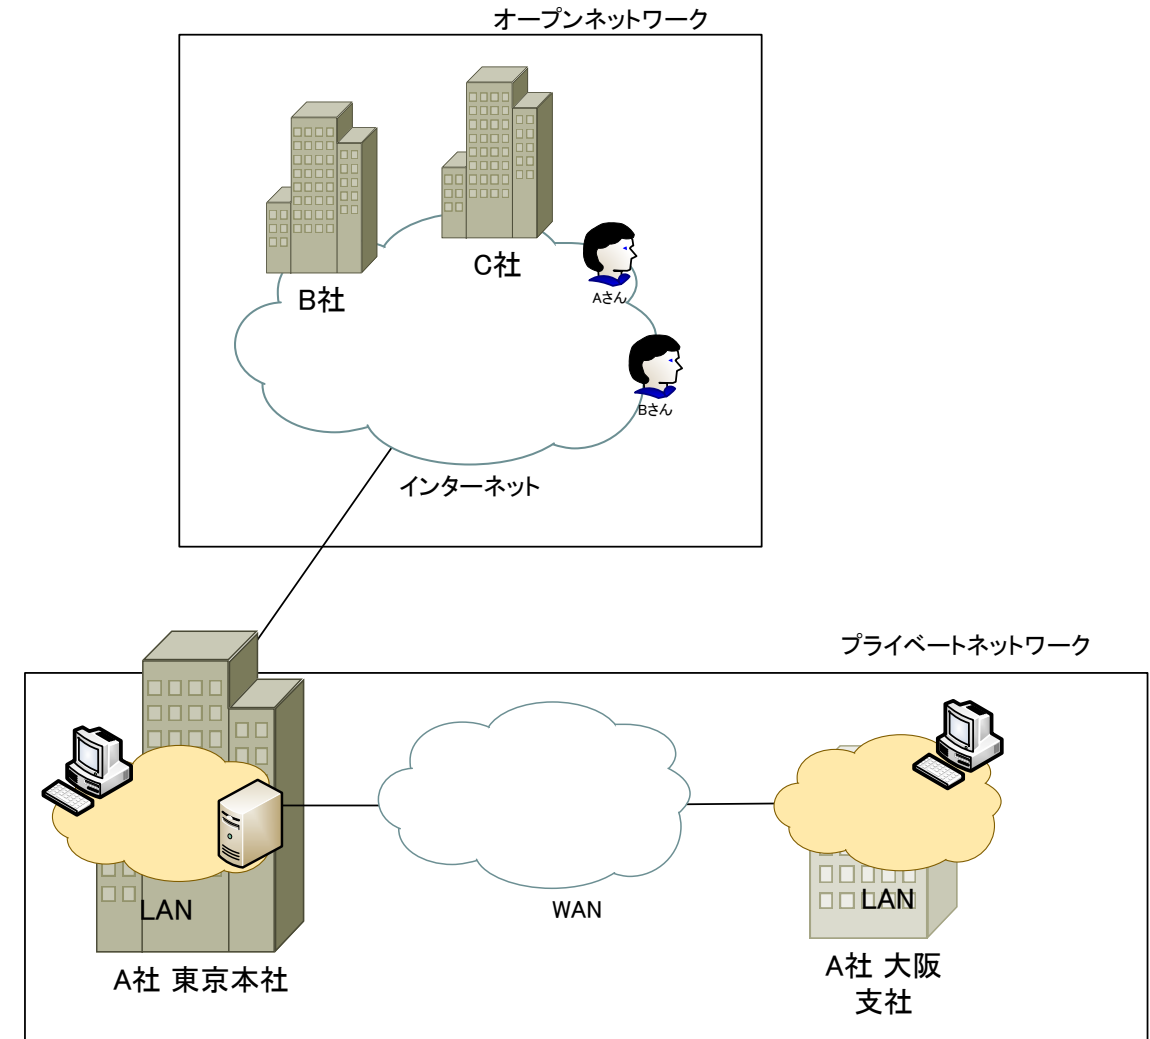 オープンネットワーク
C社
B社
Aさん
Bさん
インターネット
プライベートネットワーク
LAN
WAN
LAN
A社 東京本社
A社 大阪
支社